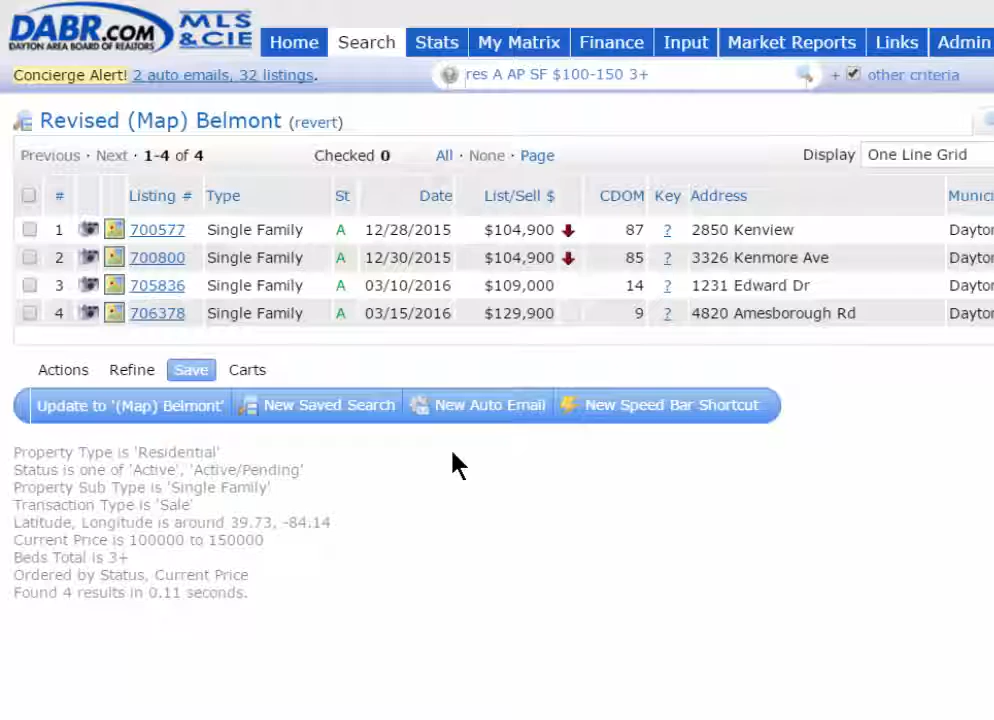 DABR.COM MLS
DAYTON AREA BOARD OF REALTORS & CIE
Home Search Stats My Matrix Finance Input Market Reports Links Admin
Concierge Alert! 2 auto emails, 32 listings. res A AP SF $100-150 3+ + other criteria
Revised (Map) Belmont (revert)
Previous · Next · 1-4 of 4 Checked 0 All · None · Page Display One Line Grid
# Listing # Type St Date List/Sell $ CDOM Key Address Munici
1 700577 Single Family A 12/28/2015 $104,900 87 ? 2850 Kenview Dayto
2 700800 Single Family A 12/30/2015 $104,900 85 ? 3326 Kenmore Ave Dayto
3 705836 Single Family A 03/10/2016 $109,000 14 ? 1231 Edward Dr Dayto
4 706378 Single Family A 03/15/2016 $129,900 9 ? 4820 Amesborough Rd Dayto
Actions Refine Save Carts
Update to '(Map) Belmont' New Saved Search New Auto Email New Speed Bar Shortcut
Property Type is 'Residential'
Status is one of 'Active', 'Active/Pending'
Property Sub Type is 'Single Family'
Transaction Type is 'Sale'
Latitude, Longitude is around 39.73, -84.14
Current Price is 100000 to 150000
Beds Total is 3+
Ordered by Status, Current Price
Found 4 results in 0.11 seconds.